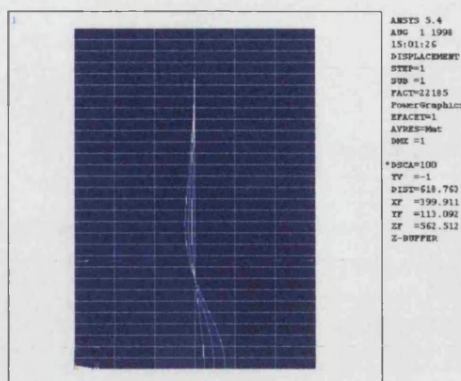 1
ANSYS 5.4
AUG 1 1998
15:01:26
DISPLACEMENT
STEP=1
SUB =1
FACT=22185
PowerGraphics
EFACET=1
AVRES=Mat
DMX =1
*DSCA=100
YV =-1
DIST=618.763
XF =399.911
YF =113.092
ZF =562.512
Z-BUFFER